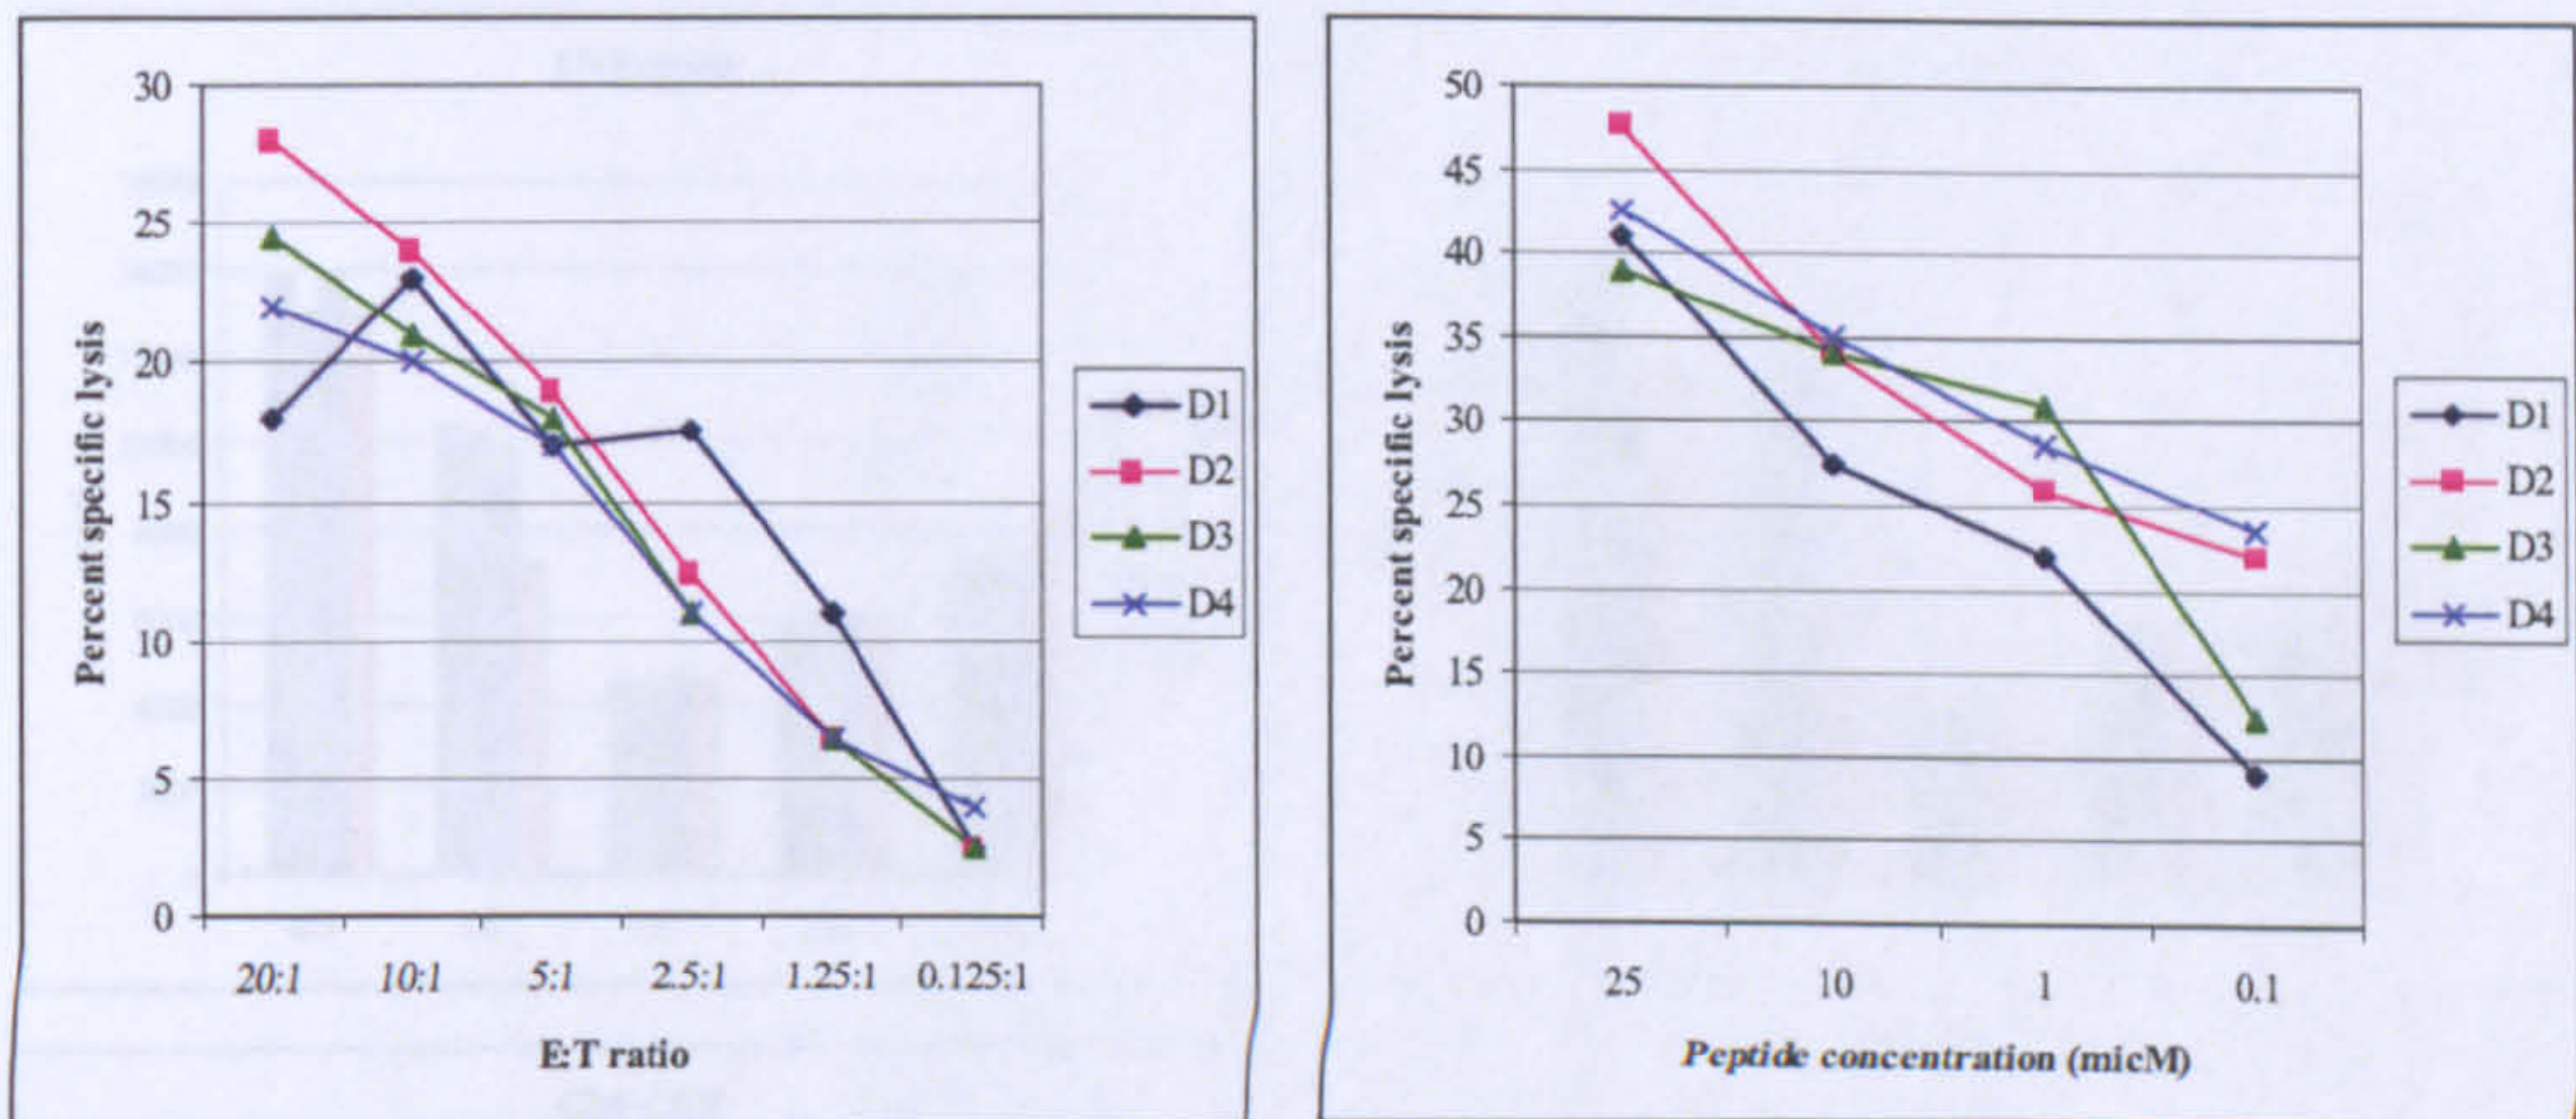 30
25
20
15
10
5
0
Percent specific lysis
20:1 10:1 5:1 2.5:1 1.25:1 0.125:1
E:T ratio
D1
D2
D3
D4
50
45
40
35
30
25
20
15
10
5
0
Percent specific lysis
25 10 1 0.1
Peptide concentration (micM)
D1
D2
D3
D4